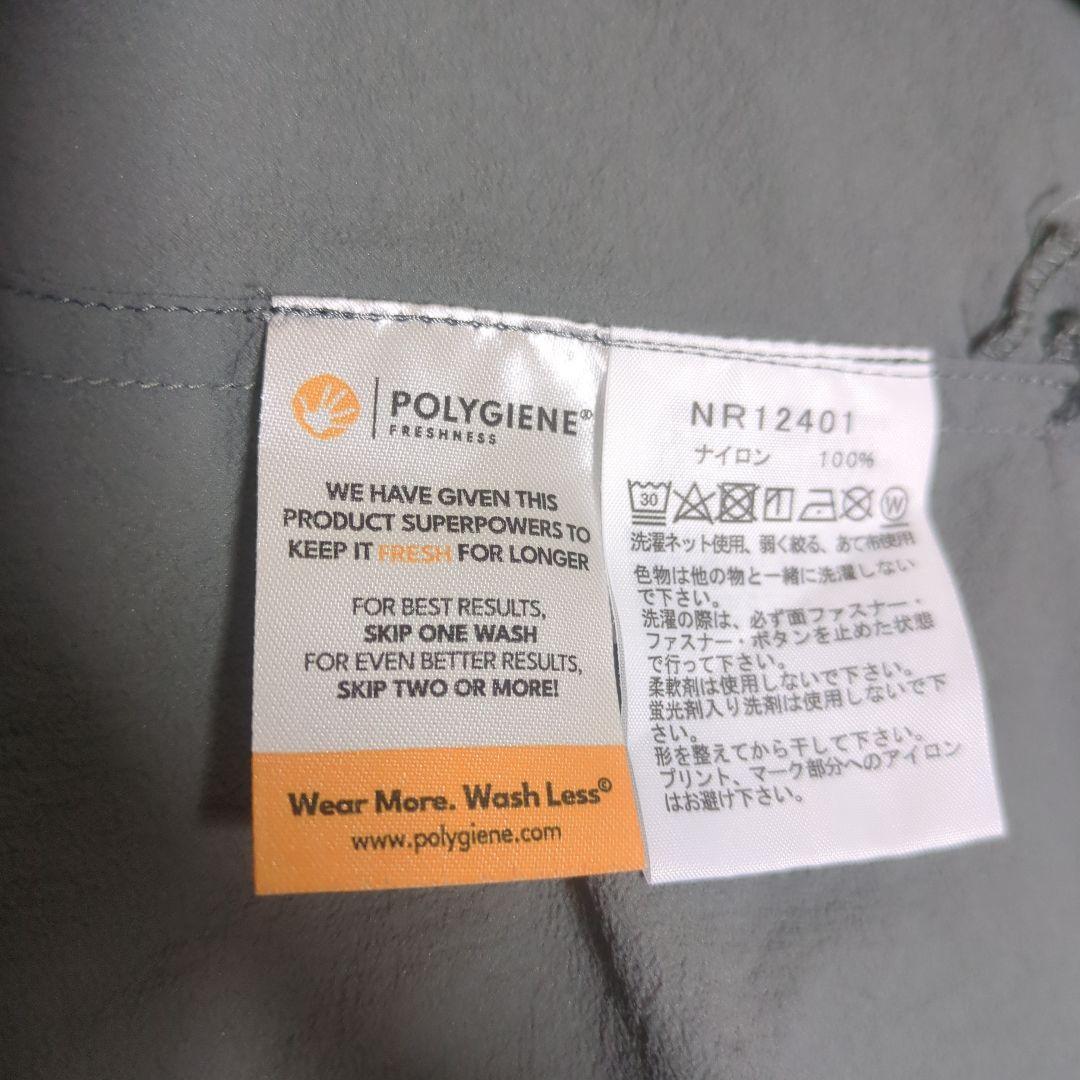 POLYGIENE®
FRESHNESS
WE HAVE GIVEN THIS
PRODUCT SUPERPOWERS TO
KEEP IT FRESH FOR LONGER
FOR BEST RESULTS,
SKIP ONE WASH
FOR EVEN BETTER RESULTS,
SKIP TWO OR MORE!
Wear More. Wash Less©
www.polygiene.com
NR12401
ナイロン 100%
30
W
洗濯ネット使用、弱く絞る、あて布使用
色物は他の物と一緒に洗濯しない
で下さい。
洗濯の際は、必ず面ファスナー・
ファスナー・ボタンを止めた状態
で行って下さい。
柔軟剤は使用しないで下さい。
蛍光剤入り洗剤は使用しないで下
さい。
形を整えてから干して下さい。
プリント、マーク部分へのアイロン
はお避け下さい。